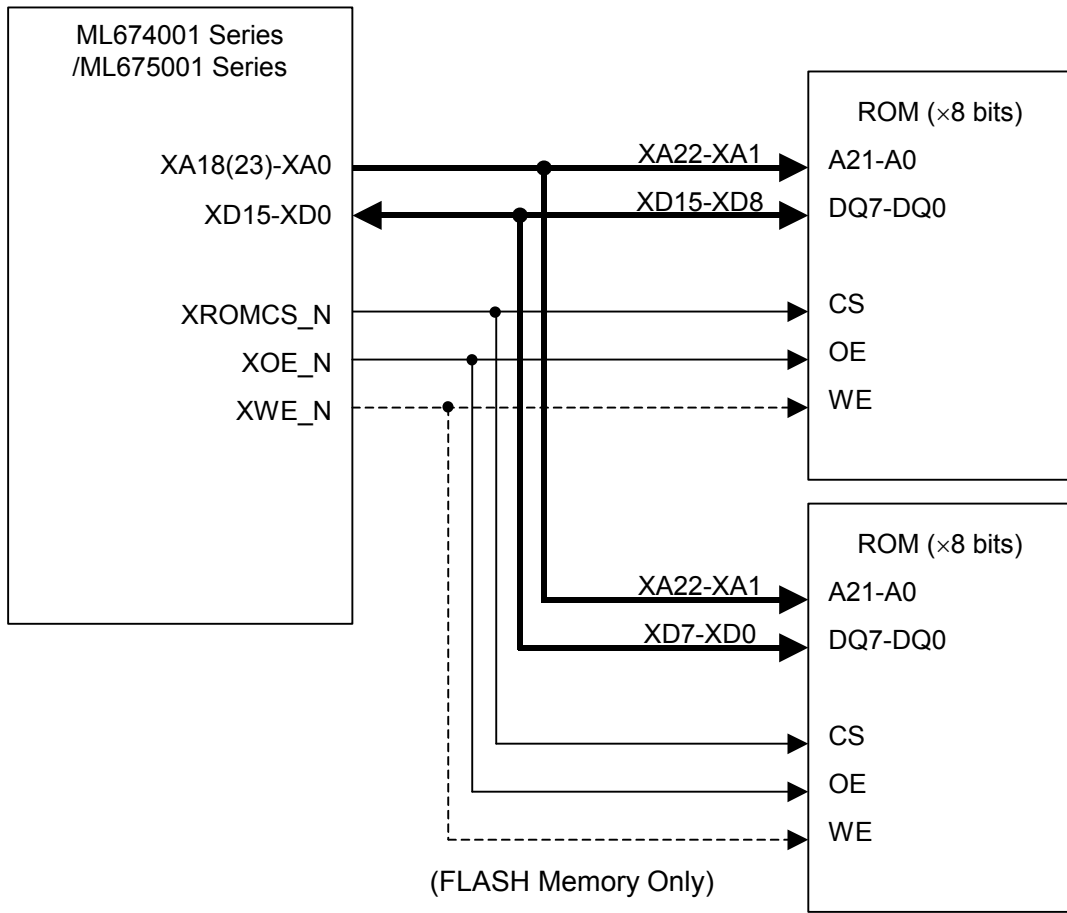 ML674001 Series
/ML675001 Series
XA18(23)-XA0
XD15-XD0
XROMCS_N
XOE_N
XWE_N
XA22-XA1
XD15-XD8
ROM (×8 bits)
A21-A0
DQ7-DQ0
CS
OE
WE
XA22-XA1
XD7-XD0
ROM (×8 bits)
A21-A0
DQ7-DQ0
CS
OE
WE
(FLASH Memory Only)